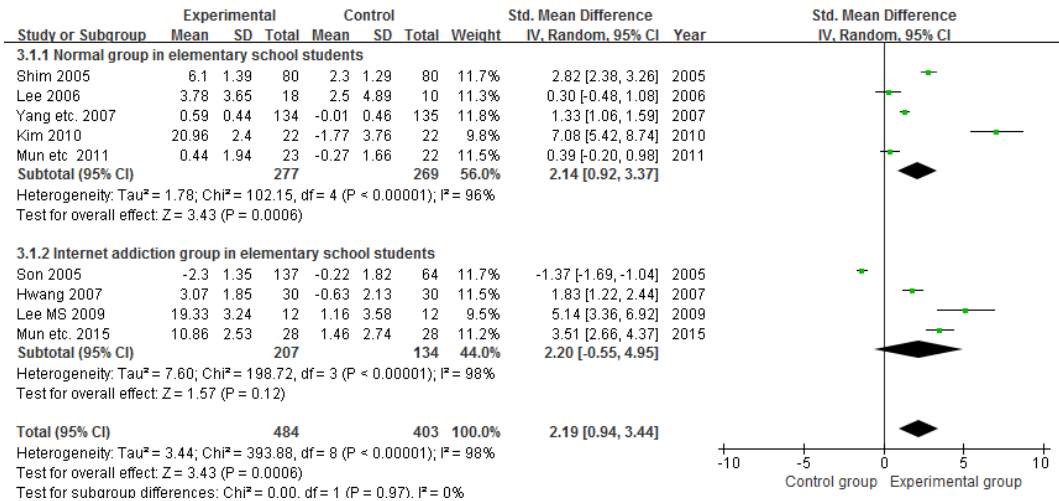 Experimental Control Std. Mean Difference Std. Mean Difference
Study or Subgroup Mean SD Total Mean SD Total Weight IV, Random, 95% CI Year IV, Random, 95% CI
3.1.1 Normal group in elementary school students
Shim 2005 6.1 1.39 80 2.3 1.29 80 11.7% 2.82 [2.38, 3.26] 2005
Lee 2006 3.78 3.65 18 2.5 4.89 10 11.3% 0.30 [-0.48, 1.08] 2006
Yang etc. 2007 0.59 0.44 134 -0.01 0.46 135 11.8% 1.33 [1.06, 1.59] 2007
Kim 2010 20.96 2.4 22 -1.77 3.76 22 9.8% 7.08 [5.42, 8.74] 2010
Mun etc 2011 0.44 1.94 23 -0.27 1.66 22 11.5% 0.39 [-0.20, 0.98] 2011
Subtotal (95% CI) 277 269 56.0% 2.14 [0.92, 3.37]
Heterogeneity: Tau² = 1.78; Chi² = 102.15, df = 4 (P < 0.00001); I² = 96%
Test for overall effect: Z = 3.43 (P = 0.0006)
3.1.2 Internet addiction group in elementary school students
Son 2005 -2.3 1.35 137 -0.22 1.82 64 11.7% -1.37 [-1.69, -1.04] 2005
Hwang 2007 3.07 1.85 30 -0.63 2.13 30 11.5% 1.83 [1.22, 2.44] 2007
Lee MS 2009 19.33 3.24 12 1.16 3.58 12 9.5% 5.14 [3.36, 6.92] 2009
Mun etc. 2015 10.86 2.53 28 1.46 2.74 28 11.2% 3.51 [2.66, 4.37] 2015
Subtotal (95% CI) 207 134 44.0% 2.20 [-0.55, 4.95]
Heterogeneity: Tau² = 7.60; Chi² = 198.72, df = 3 (P < 0.00001); I² = 98%
Test for overall effect: Z = 1.57 (P = 0.12)
Total (95% CI) 484 403 100.0% 2.19 [0.94, 3.44]
Heterogeneity: Tau² = 3.44; Chi² = 393.88, df = 8 (P < 0.00001); I² = 98%
Test for overall effect: Z = 3.43 (P = 0.0006)
Test for subgroup differences: Chi² = 0.00, df = 1 (P = 0.97), I² = 0%
-10 -5 0 5 10
Control group Experimental group